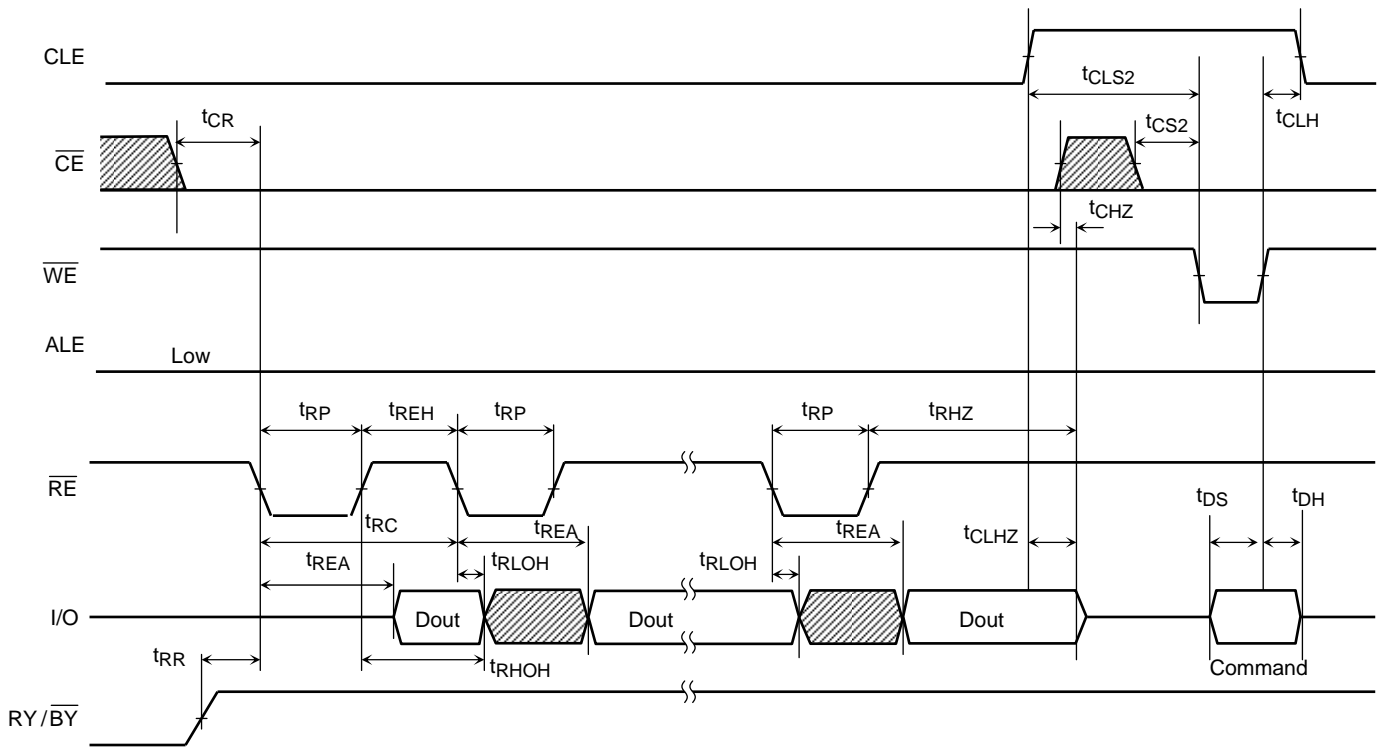 CLE
tCLS2
tCR
tCS2
tCLH
CE
tCHZ
WE
ALE
Low
tRP
tREH
tRP
tRP
tRHZ
RE
tDS
tDH
tRC
tREA
tREA
tCLHZ
tREA
tRLOH
tRLOH
I/O
Dout
Dout
Dout
tRR
tRHOH
Command
RY/BY